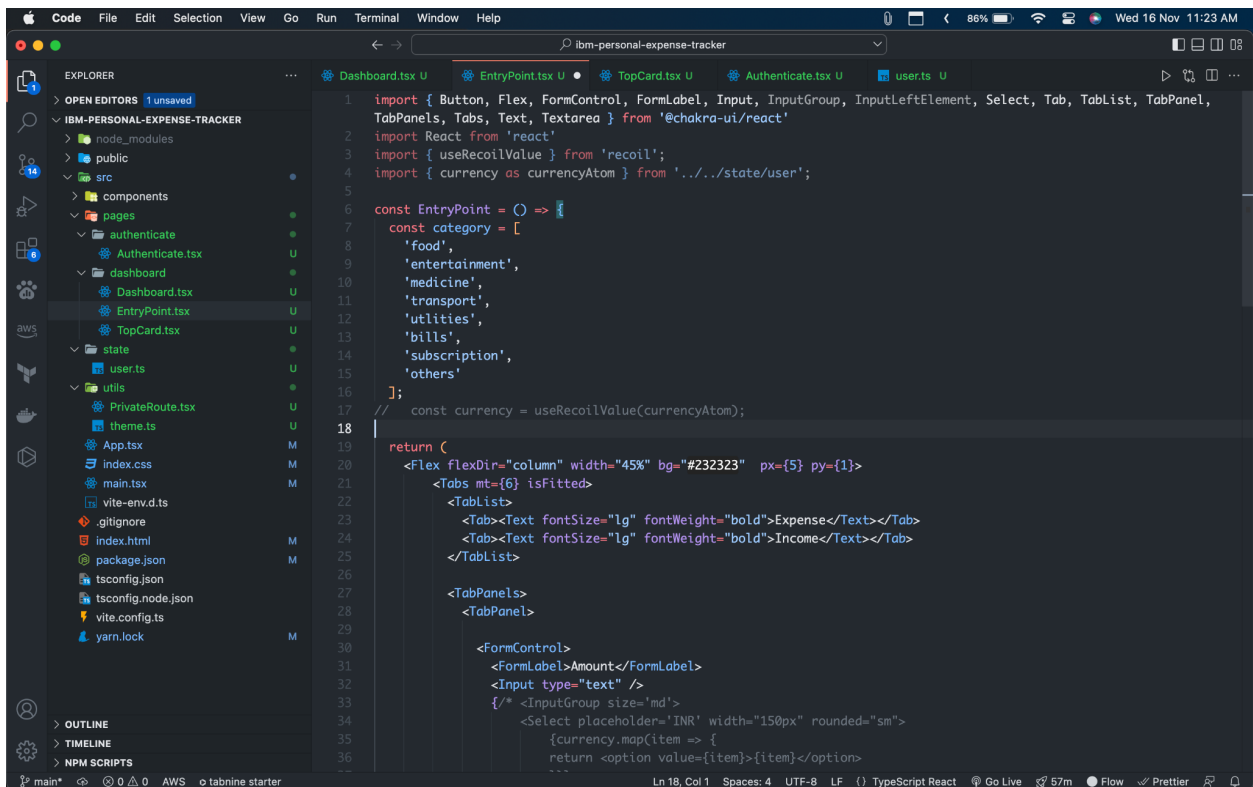 Code File Edit Selection View Go Run Terminal Window Help 86% Wed 16 Nov 11:23 AM
ibm-personal-expense-tracker
EXPLORER ...
Dashboard.tsx U EntryPoint.tsx U TopCard.tsx U Authenticate.tsx U user.ts U
OPEN EDITORS 1 unsaved
IBM-PERSONAL-EXPENSE-TRACKER
node_modules
public
src
components
pages
authenticate
Authenticate.tsx U
dashboard
Dashboard.tsx U
EntryPoint.tsx U
TopCard.tsx U
state
user.ts U
utils
PrivateRoute.tsx U
theme.ts U
App.tsx M
index.css M
main.tsx M
vite-env.d.ts
.gitignore
index.html M
package.json M
tsconfig.json
tsconfig.node.json
vite.config.ts
yarn.lock M
OUTLINE
TIMELINE
NPM SCRIPTS
1
14
6
aws
1 import { Button, Flex, FormControl, FormLabel, Input, InputGroup, InputLeftElement, Select, Tab, TabList, TabPanel,
TabPanels, Tabs, Text, Textarea } from '@chakra-ui/react'
2 import React from 'react'
3 import { useRecoilValue } from 'recoil';
4 import { currency as currencyAtom } from '../../state/user';
5
6 const EntryPoint = () => {
7 const category = [
8 'food',
9 'entertainment',
10 'medicine',
11 'transport',
12 'utlities',
13 'bills',
14 'subscription',
15 'others'
16 ];
17 // const currency = useRecoilValue(currencyAtom);
18
19 return (
20 <Flex flexDir="column" width="45%" bg="#232323" px={5} py={1}>
21 <Tabs mt={6} isFitted>
22 <TabList>
23 <Tab><Text fontSize="lg" fontWeight="bold">Expense</Text></Tab>
24 <Tab><Text fontSize="lg" fontWeight="bold">Income</Text></Tab>
25 </TabList>
26
27 <TabPanels>
28 <TabPanel>
29
30 <FormControl>
31 <FormLabel>Amount</FormLabel>
32 <Input type="text" />
33 {/* <InputGroup size='md'>
34 <Select placeholder='INR' width="150px" rounded="sm">
35 {currency.map(item => {
36 return <option value={item}>{item}</option>
main* 0 0 AWS tabnine starter Ln 18, Col 1 Spaces: 4 UTF-8 LF {} TypeScript React Go Live 57m Flow Prettier